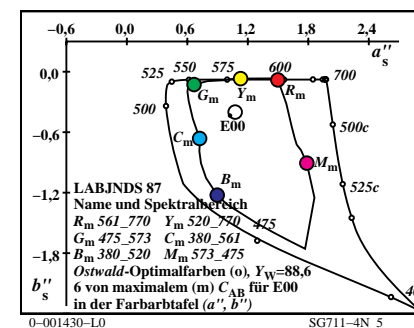 −0,6 0,0 0,6 1,2 1,8 2,4
a''s
525 550 575 600 700
0,0
Gm Ym Rm
500
E00
500c
−0,6
Cm
Mm
Bm
525c
LABJNDS 87
−1,2
Name und Spektralbereich
Rm 561_770 Ym 520_770
475
Gm 475_573 Cm 380_561
−1,8
Bm 380_520 Mm 573_475
b''s
Ostwald-Optimalfarben (o), YW=88,6
6 von maximalem (m) CAB für E00
in der Farbarbtafel (a'', b'')
0−001430−L0 SG711−4N 5